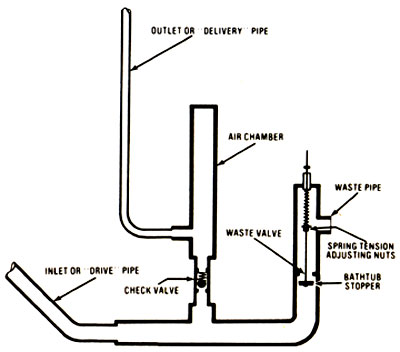 OUTLET OR "DELIVERY" PIPE
AIR CHAMBER
WASTE PIPE
WASTE VALVE
SPRING TENSION
ADJUSTING NUTS
INLET OR "DRIVE" PIPE
CHECK VALVE
BATHTUB
STOPPER